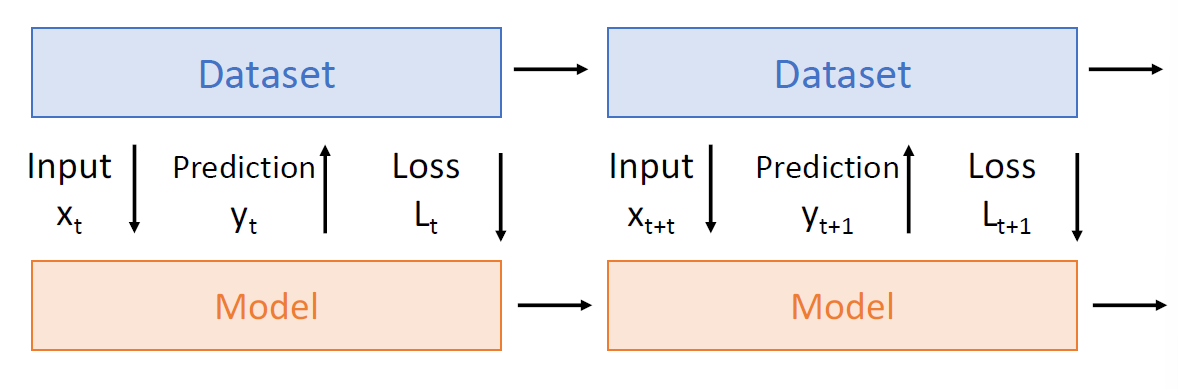 Dataset
Dataset
Input
x_t
Prediction
y_t
Loss
L_t
Input
x_{t+t}
Prediction
y_{t+1}
Loss
L_{t+1}
Model
Model